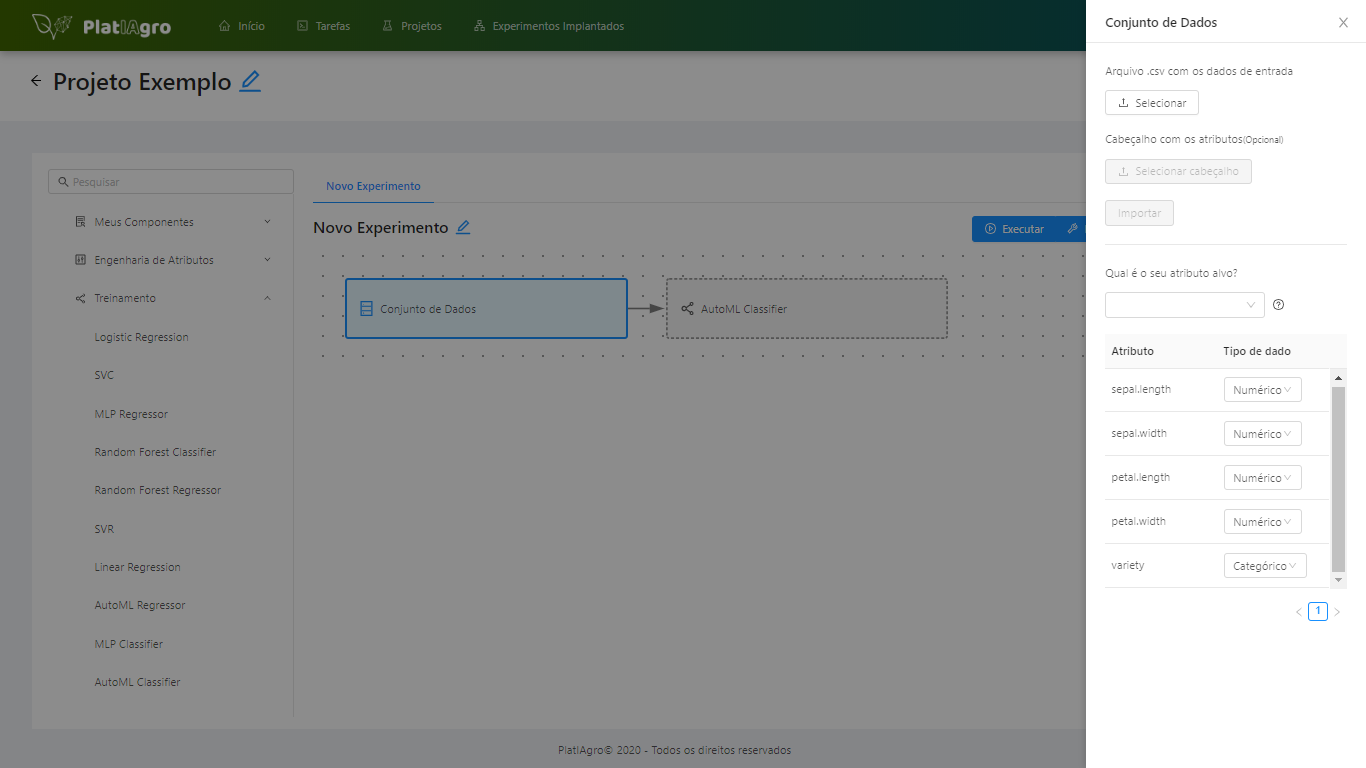 PlatIAgro
Início
Tarefas
Projetos
Experimentos Implantados
Projeto Exemplo
Pesquisar
Meus Componentes
Engenharia de Atributos
Treinamento
Logistic Regression
SVC
MLP Regressor
Random Forest Classifier
Random Forest Regressor
SVR
Linear Regression
AutoML Regressor
MLP Classifier
AutoML Classifier
Novo Experimento
Novo Experimento
Executar
Conjunto de Dados
AutoML Classifier
PlatIAgro© 2020 - Todos os direitos reservados
Conjunto de Dados
Arquivo .csv com os dados de entrada
Selecionar
Cabeçalho com os atributos(Opcional)
Selecionar cabeçalho
Importar
Qual é o seu atributo alvo?
Atributo Tipo de dado
sepal.length Numérico
sepal.width Numérico
petal.length Numérico
petal.width Numérico
variety Categórico
1